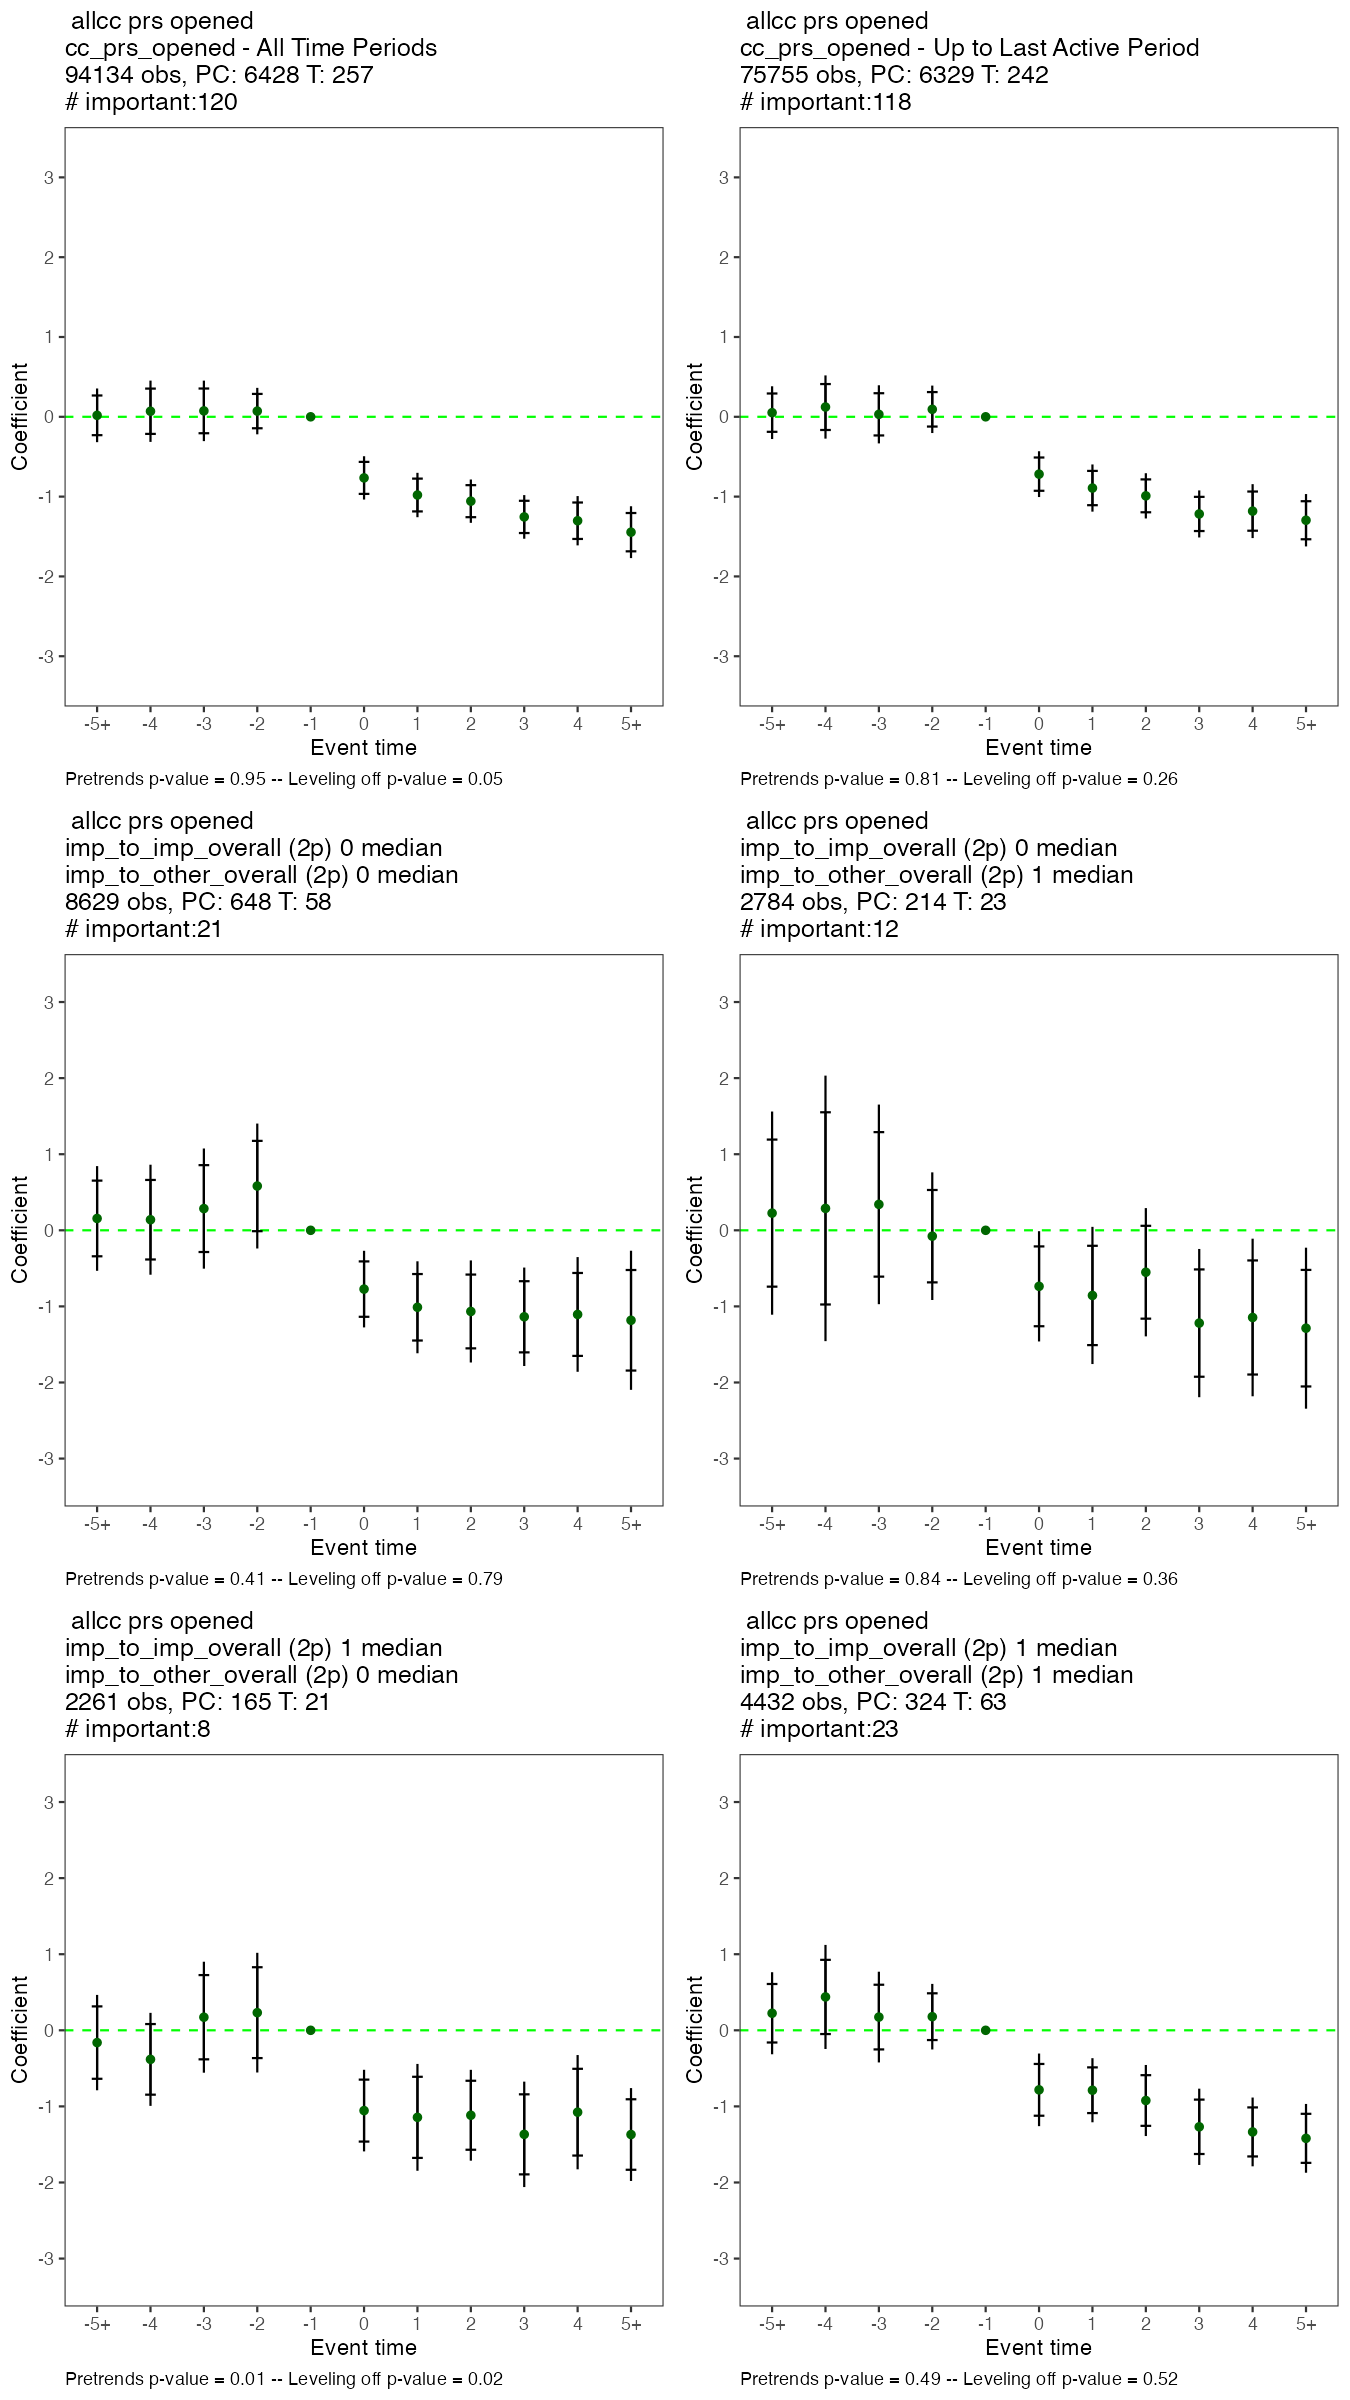 allcc prs opened
cc_prs_opened - All Time Periods
94134 obs, PC: 6428 T: 257
# important:120
3
2
1
0
-1
-2
-3
Coefficient
-5+ -4 -3 -2 -1 0 1 2 3 4 5+
Event time
Pretrends p-value = 0.95 -- Leveling off p-value = 0.05
allcc prs opened
cc_prs_opened - Up to Last Active Period
75755 obs, PC: 6329 T: 242
# important:118
3
2
1
0
-1
-2
-3
Coefficient
-5+ -4 -3 -2 -1 0 1 2 3 4 5+
Event time
Pretrends p-value = 0.81 -- Leveling off p-value = 0.26
allcc prs opened
imp_to_imp_overall (2p) 0 median
imp_to_other_overall (2p) 0 median
8629 obs, PC: 648 T: 58
# important:21
3
2
1
0
-1
-2
-3
Coefficient
-5+ -4 -3 -2 -1 0 1 2 3 4 5+
Event time
Pretrends p-value = 0.41 -- Leveling off p-value = 0.79
allcc prs opened
imp_to_imp_overall (2p) 0 median
imp_to_other_overall (2p) 1 median
2784 obs, PC: 214 T: 23
# important:12
3
2
1
0
-1
-2
-3
Coefficient
-5+ -4 -3 -2 -1 0 1 2 3 4 5+
Event time
Pretrends p-value = 0.84 -- Leveling off p-value = 0.36
allcc prs opened
imp_to_imp_overall (2p) 1 median
imp_to_other_overall (2p) 0 median
2261 obs, PC: 165 T: 21
# important:8
3
2
1
0
-1
-2
-3
Coefficient
-5+ -4 -3 -2 -1 0 1 2 3 4 5+
Event time
Pretrends p-value = 0.01 -- Leveling off p-value = 0.02
allcc prs opened
imp_to_imp_overall (2p) 1 median
imp_to_other_overall (2p) 1 median
4432 obs, PC: 324 T: 63
# important:23
3
2
1
0
-1
-2
-3
Coefficient
-5+ -4 -3 -2 -1 0 1 2 3 4 5+
Event time
Pretrends p-value = 0.49 -- Leveling off p-value = 0.52